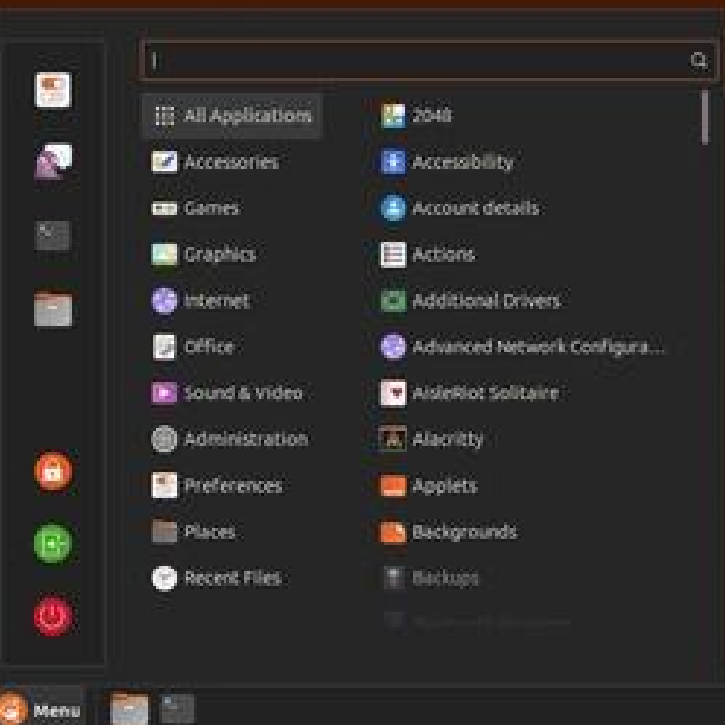 All Applications
Accessories
Games
Graphics
Internet
Office
Sound & Video
Administration
Preferences
Places
Recent Files
2048
Accessibility
Account details
Actions
Additional Drivers
Advanced Network Configura...
AisleRiot Solitaire
Alacritty
Applets
Backgrounds
Backups
Menu